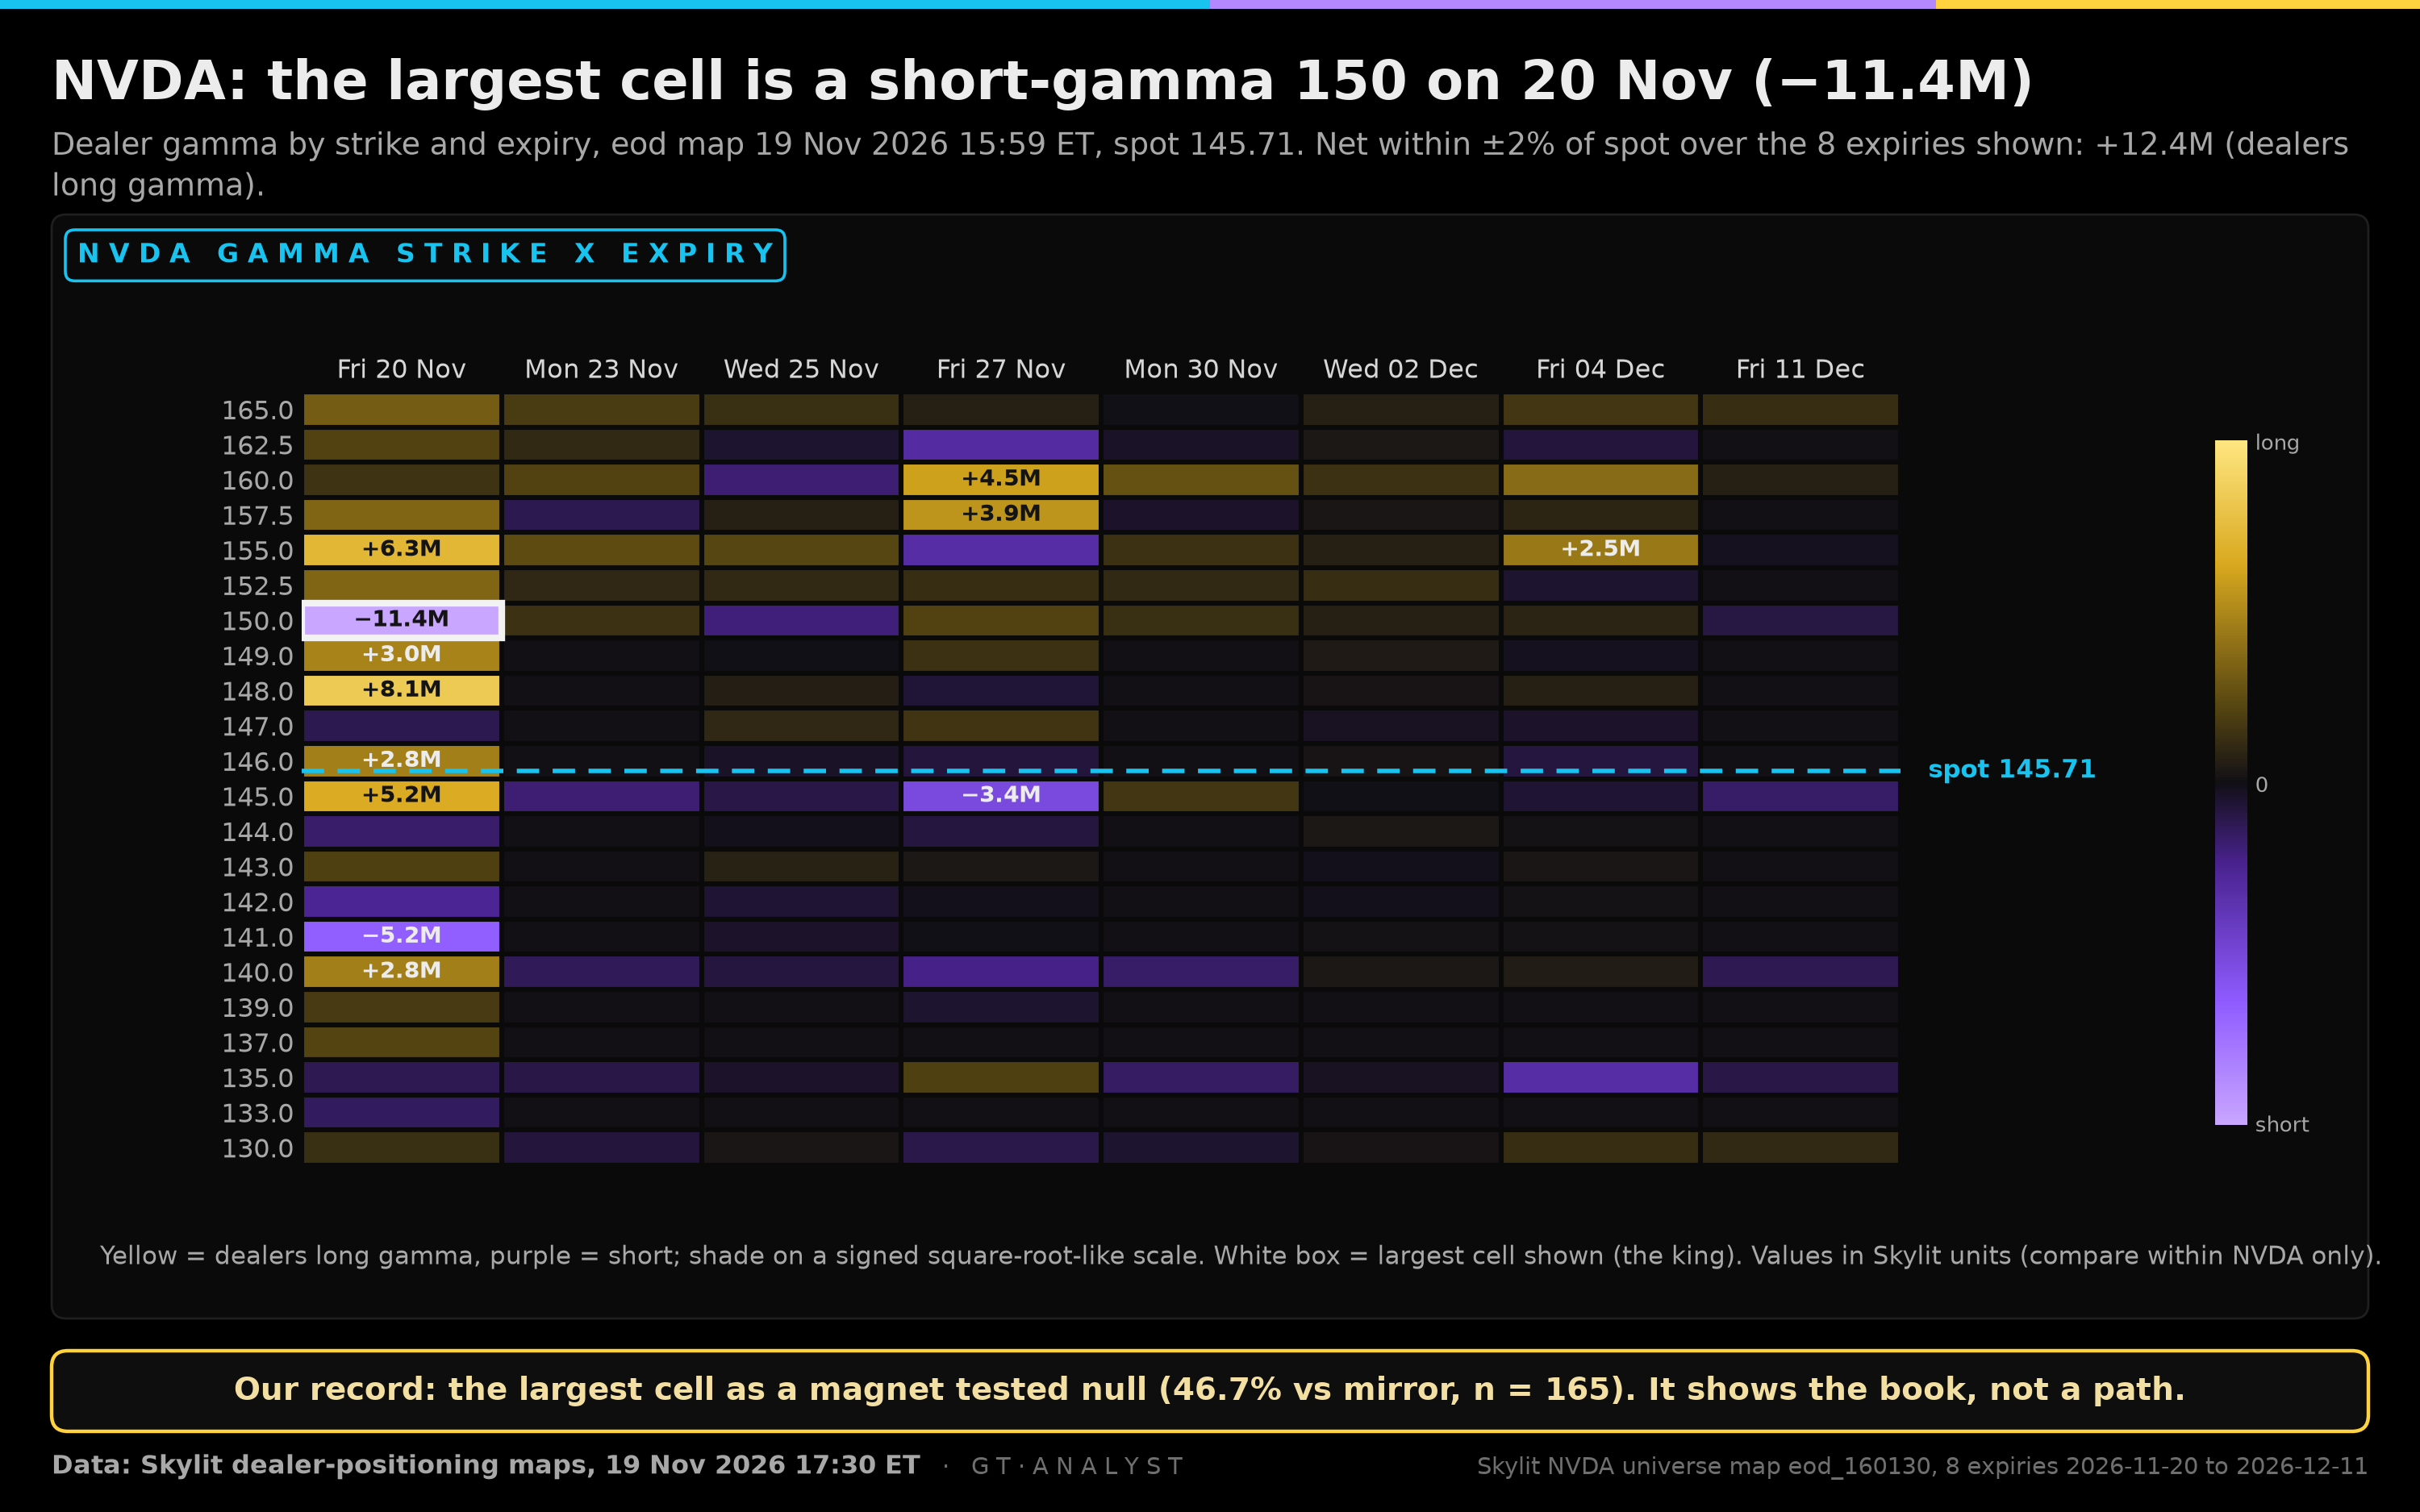 NVDA: the largest cell is a short-gamma 150 on 20 Nov (−11.4M)
Dealer gamma by strike and expiry, eod map 19 Nov 2026 15:59 ET, spot 145.71. Net within ±2% of spot over the 8 expiries shown: +12.4M (dealers
long gamma).
NVDA GAMMA STRIKE X EXPIRY
Fri 20 Nov Mon 23 Nov Wed 25 Nov Fri 27 Nov Mon 30 Nov Wed 02 Dec Fri 04 Dec Fri 11 Dec
165.0
162.5
long
160.0 +4.5M
157.5 +3.9M
155.0 +6.3M +2.5M
152.5
150.0 −11.4M
149.0 +3.0M
148.0 +8.1M
147.0
146.0 +2.8M
spot 145.71
0
145.0 +5.2M −3.4M
144.0
143.0
142.0
141.0 −5.2M
140.0 +2.8M
139.0
137.0
135.0
133.0
short
130.0
Yellow = dealers long gamma, purple = short; shade on a signed square-root-like scale. White box = largest cell shown (the king). Values in Skylit units (compare within NVDA only).
Our record: the largest cell as a magnet tested null (46.7% vs mirror, n = 165). It shows the book, not a path.
Data: Skylit dealer-positioning maps, 19 Nov 2026 17:30 ET · GT·ANALYST
Skylit NVDA universe map eod_160130, 8 expiries 2026-11-20 to 2026-12-11